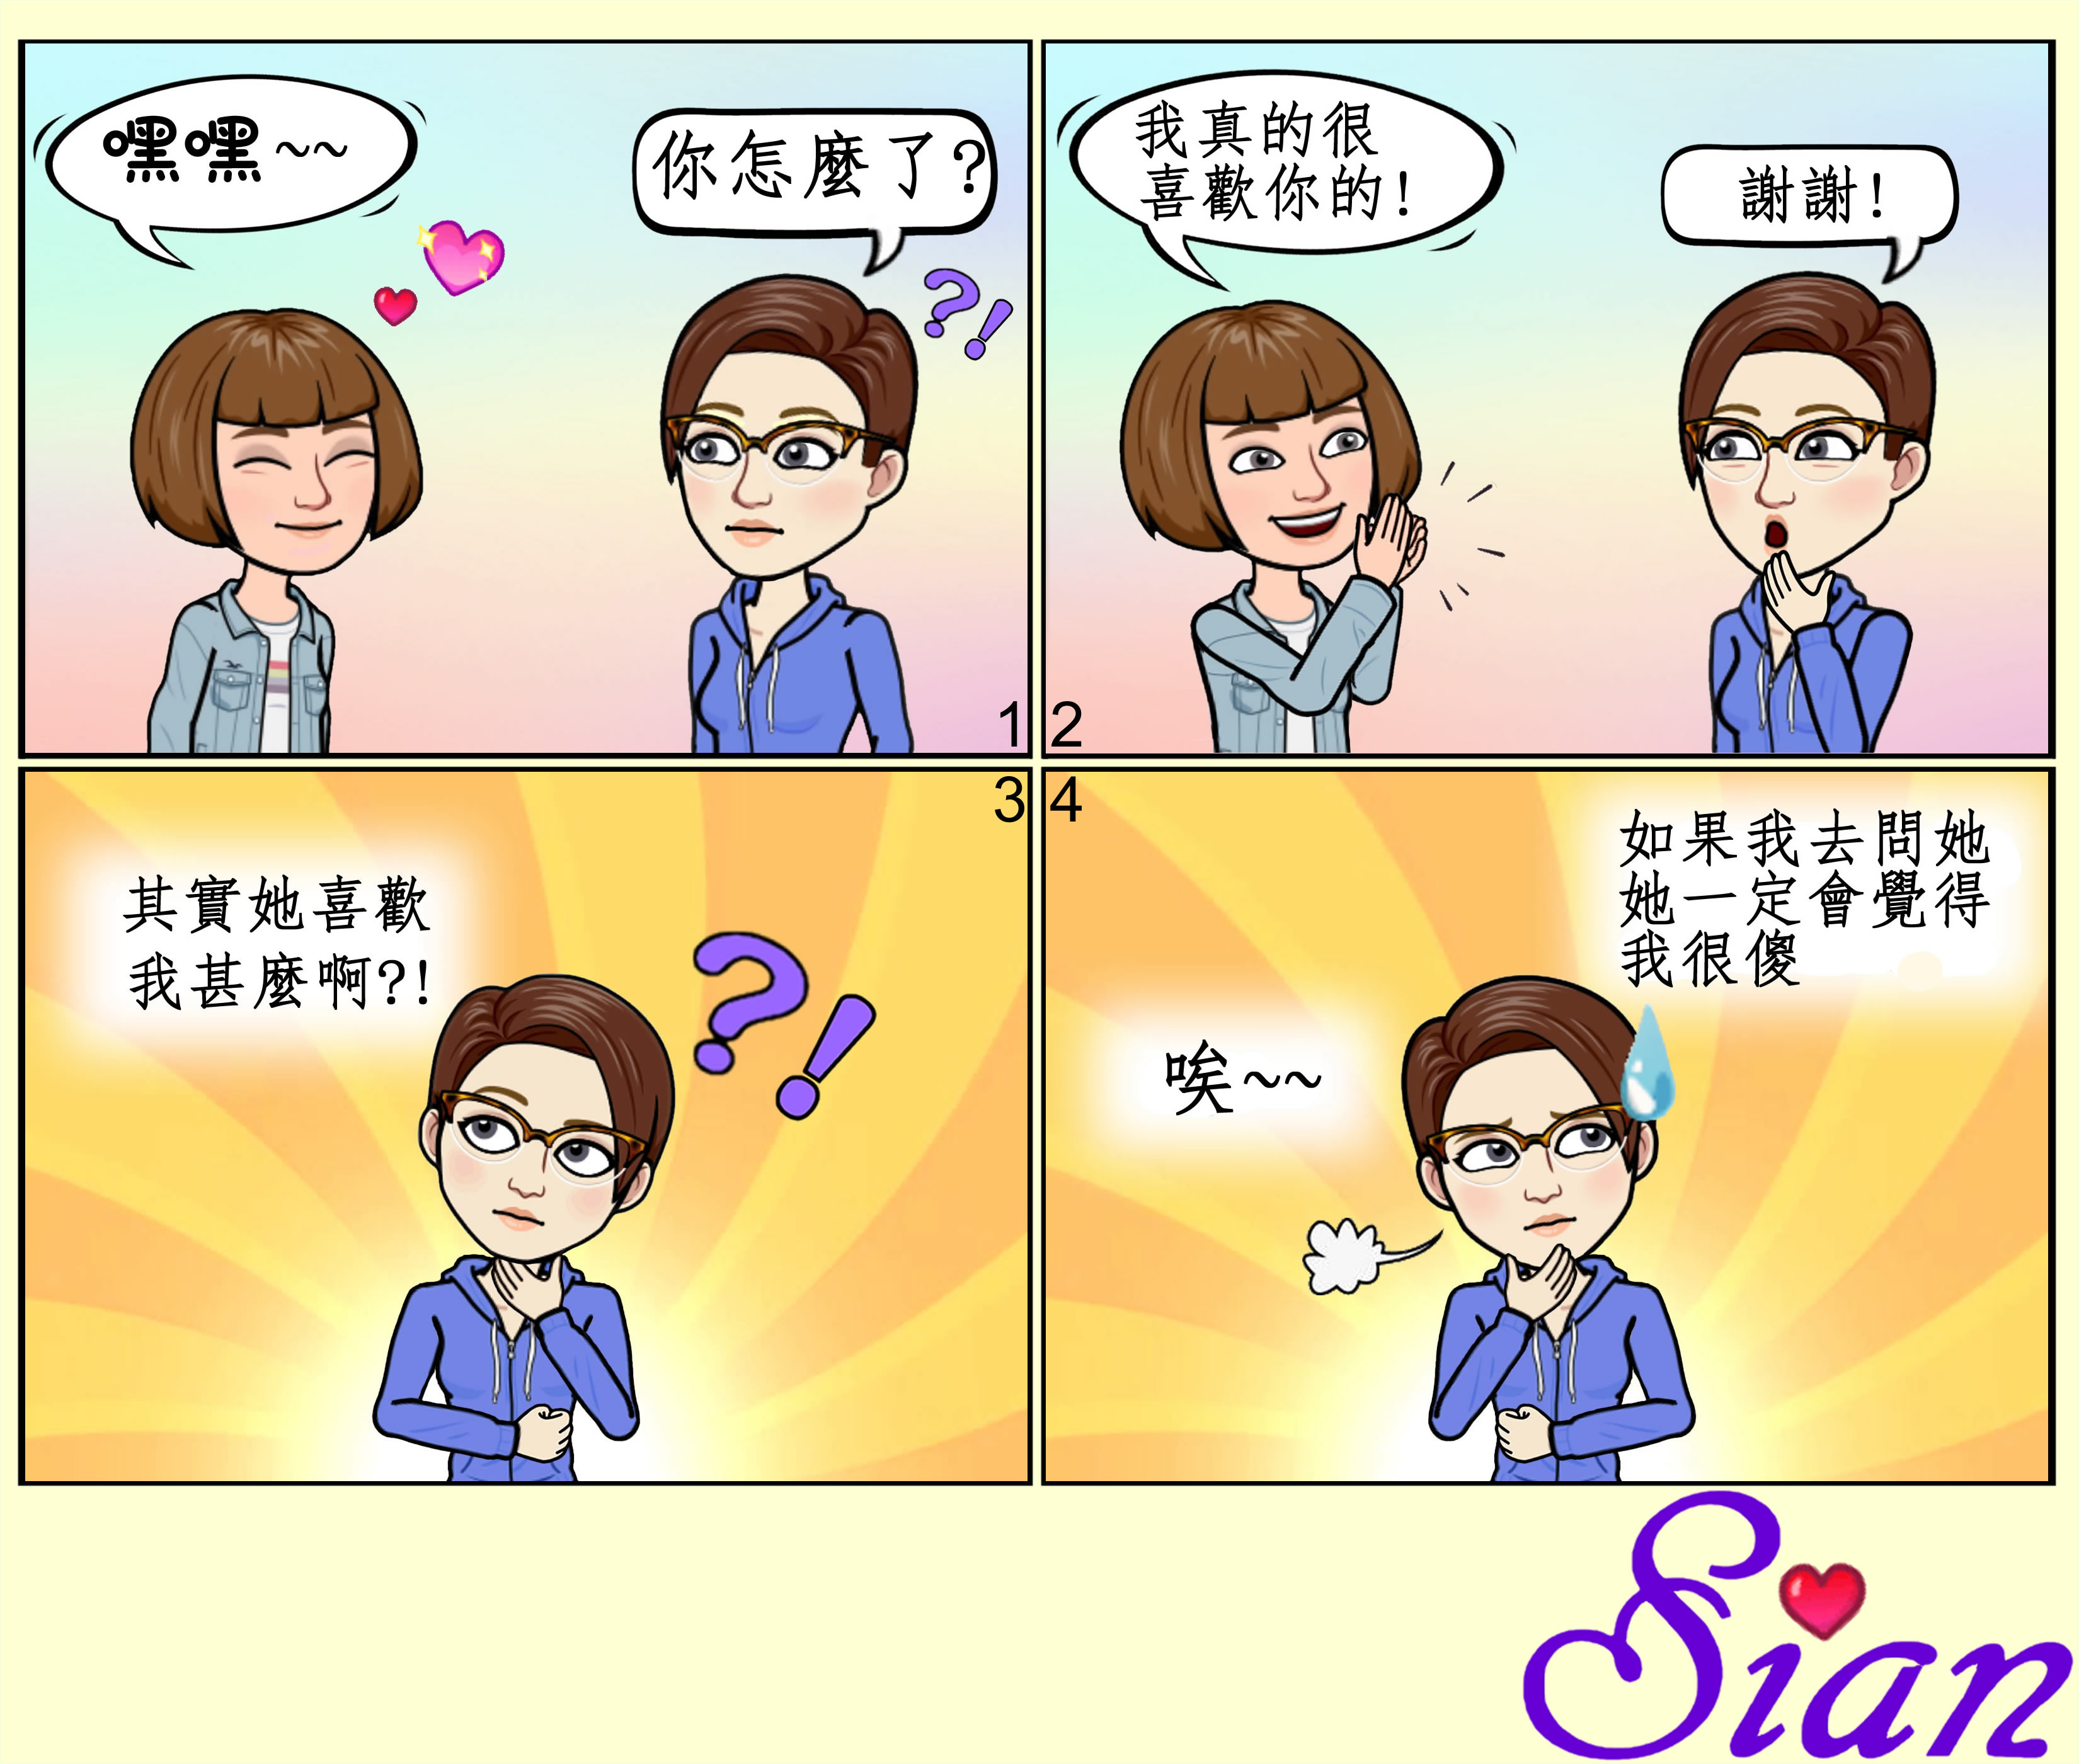 嘿嘿~~
你怎麼了?
1
2
我真的很
喜歡你的!
謝謝!
3
其實她喜歡
我甚麼啊?!
4
如果我去問她
她一定會覺得
我很傻
唉~~
Sian